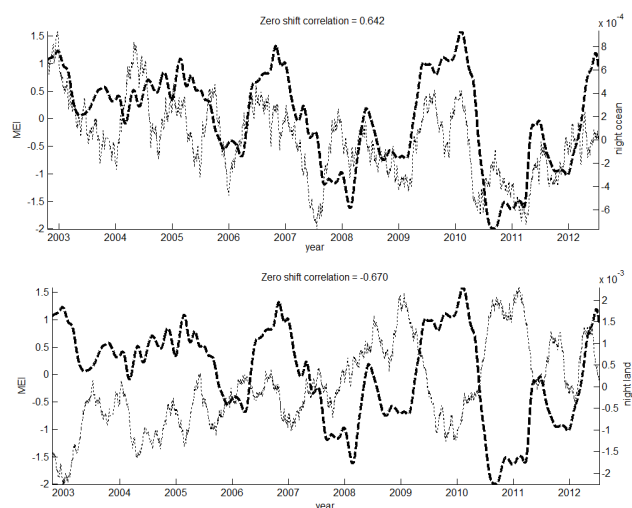 Zero shift correlation = 0.642
x 10⁻⁴
1.5
1
0.5
0
-0.5
-1
-1.5
-2
MEI
8
6
4
2
0
-2
-4
-6
night ocean
2003 2004 2005 2006 2007 2008 2009 2010 2011 2012
year
Zero shift correlation = -0.670
x 10⁻³
1.5
1
0.5
0
-0.5
-1
-1.5
-2
MEI
2
1.5
1
0.5
0
-0.5
-1
-1.5
-2
night land
2003 2004 2005 2006 2007 2008 2009 2010 2011 2012
year